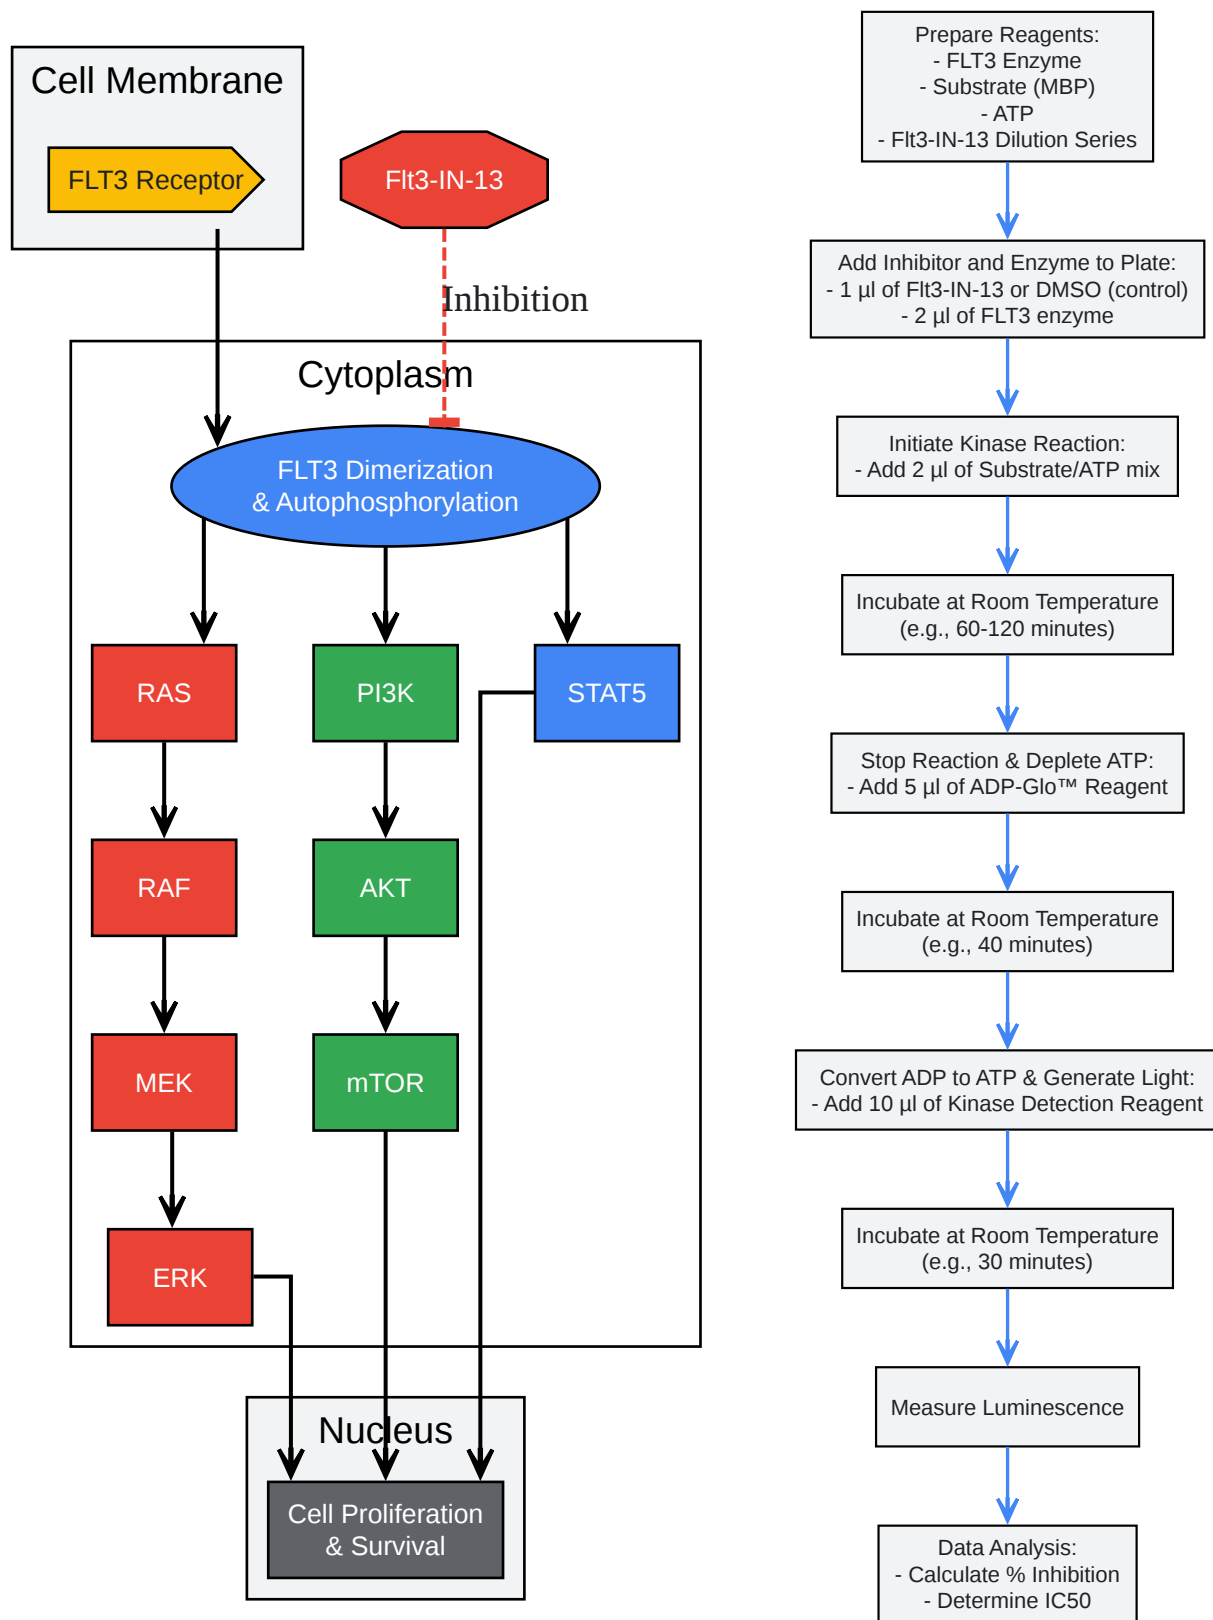 Cell Membrane
FLT3 Receptor
Flt3-IN-13
Inhibition
Cytoplasm
FLT3 Dimerization
& Autophosphorylation
RAS
PI3K
STAT5
RAF
AKT
MEK
mTOR
ERK
Nucleus
Cell Proliferation
& Survival
Prepare Reagents:
- FLT3 Enzyme
- Substrate (MBP)
- ATP
- Flt3-IN-13 Dilution Series
Add Inhibitor and Enzyme to Plate:
- 1 µl of Flt3-IN-13 or DMSO (control)
- 2 µl of FLT3 enzyme
Initiate Kinase Reaction:
- Add 2 µl of Substrate/ATP mix
Incubate at Room Temperature
(e.g., 60-120 minutes)
Stop Reaction & Deplete ATP:
- Add 5 µl of ADP-Glo™ Reagent
Incubate at Room Temperature
(e.g., 40 minutes)
Convert ADP to ATP & Generate Light:
- Add 10 µl of Kinase Detection Reagent
Incubate at Room Temperature
(e.g., 30 minutes)
Measure Luminescence
Data Analysis:
- Calculate % Inhibition
- Determine IC50